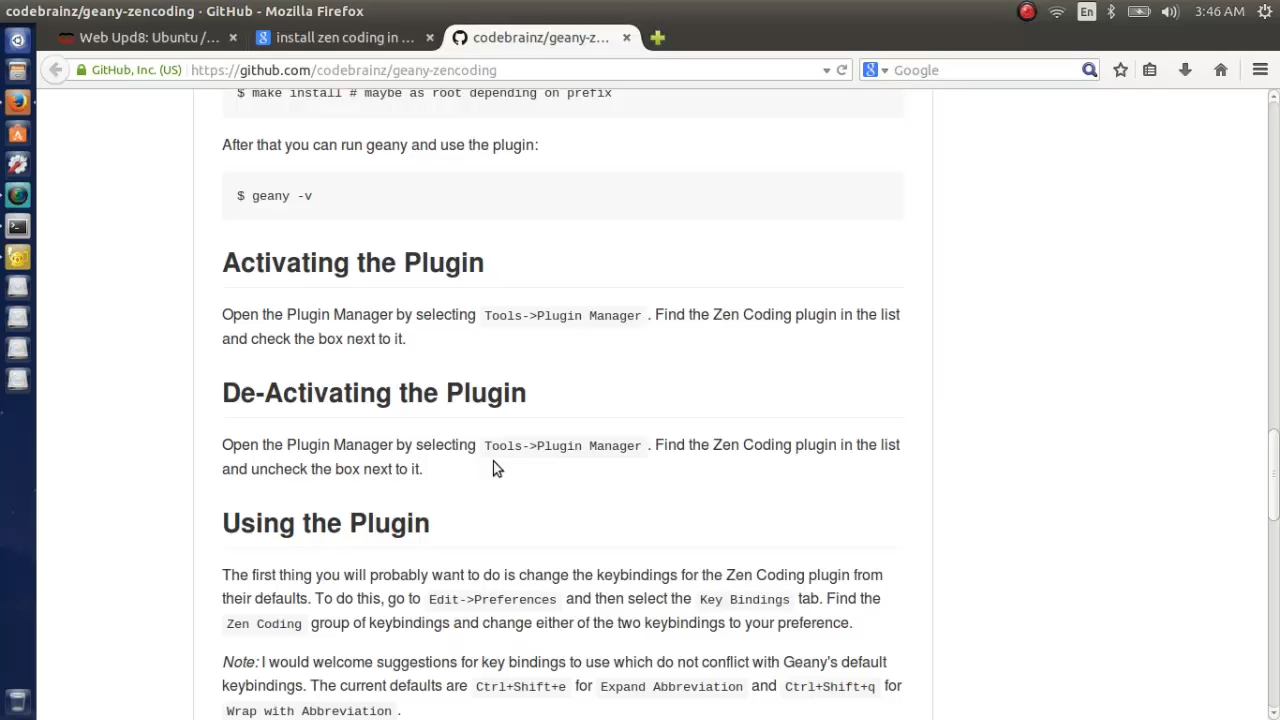 codebrainz/geany-zencoding · GitHub - Mozilla Firefox
En
3:46 AM
Web Upd8: Ubuntu /...
install zen coding in ...
codebrainz/geany-z...
GitHub, Inc. (US)
https://github.com/codebrainz/geany-zencoding
Google
$ make install # maybe as root depending on prefix
After that you can run geany and use the plugin:
$ geany -v
Activating the Plugin
Open the Plugin Manager by selecting Tools->Plugin Manager . Find the Zen Coding plugin in the list
and check the box next to it.
De-Activating the Plugin
Open the Plugin Manager by selecting Tools->Plugin Manager . Find the Zen Coding plugin in the list
and uncheck the box next to it.
Using the Plugin
The first thing you will probably want to do is change the keybindings for the Zen Coding plugin from
their defaults. To do this, go to Edit->Preferences and then select the Key Bindings tab. Find the
Zen Coding group of keybindings and change either of the two keybindings to your preference.
Note: I would welcome suggestions for key bindings to use which do not conflict with Geany's default
keybindings. The current defaults are Ctrl+Shift+e for Expand Abbreviation and Ctrl+Shift+q for
Wrap with Abbreviation .